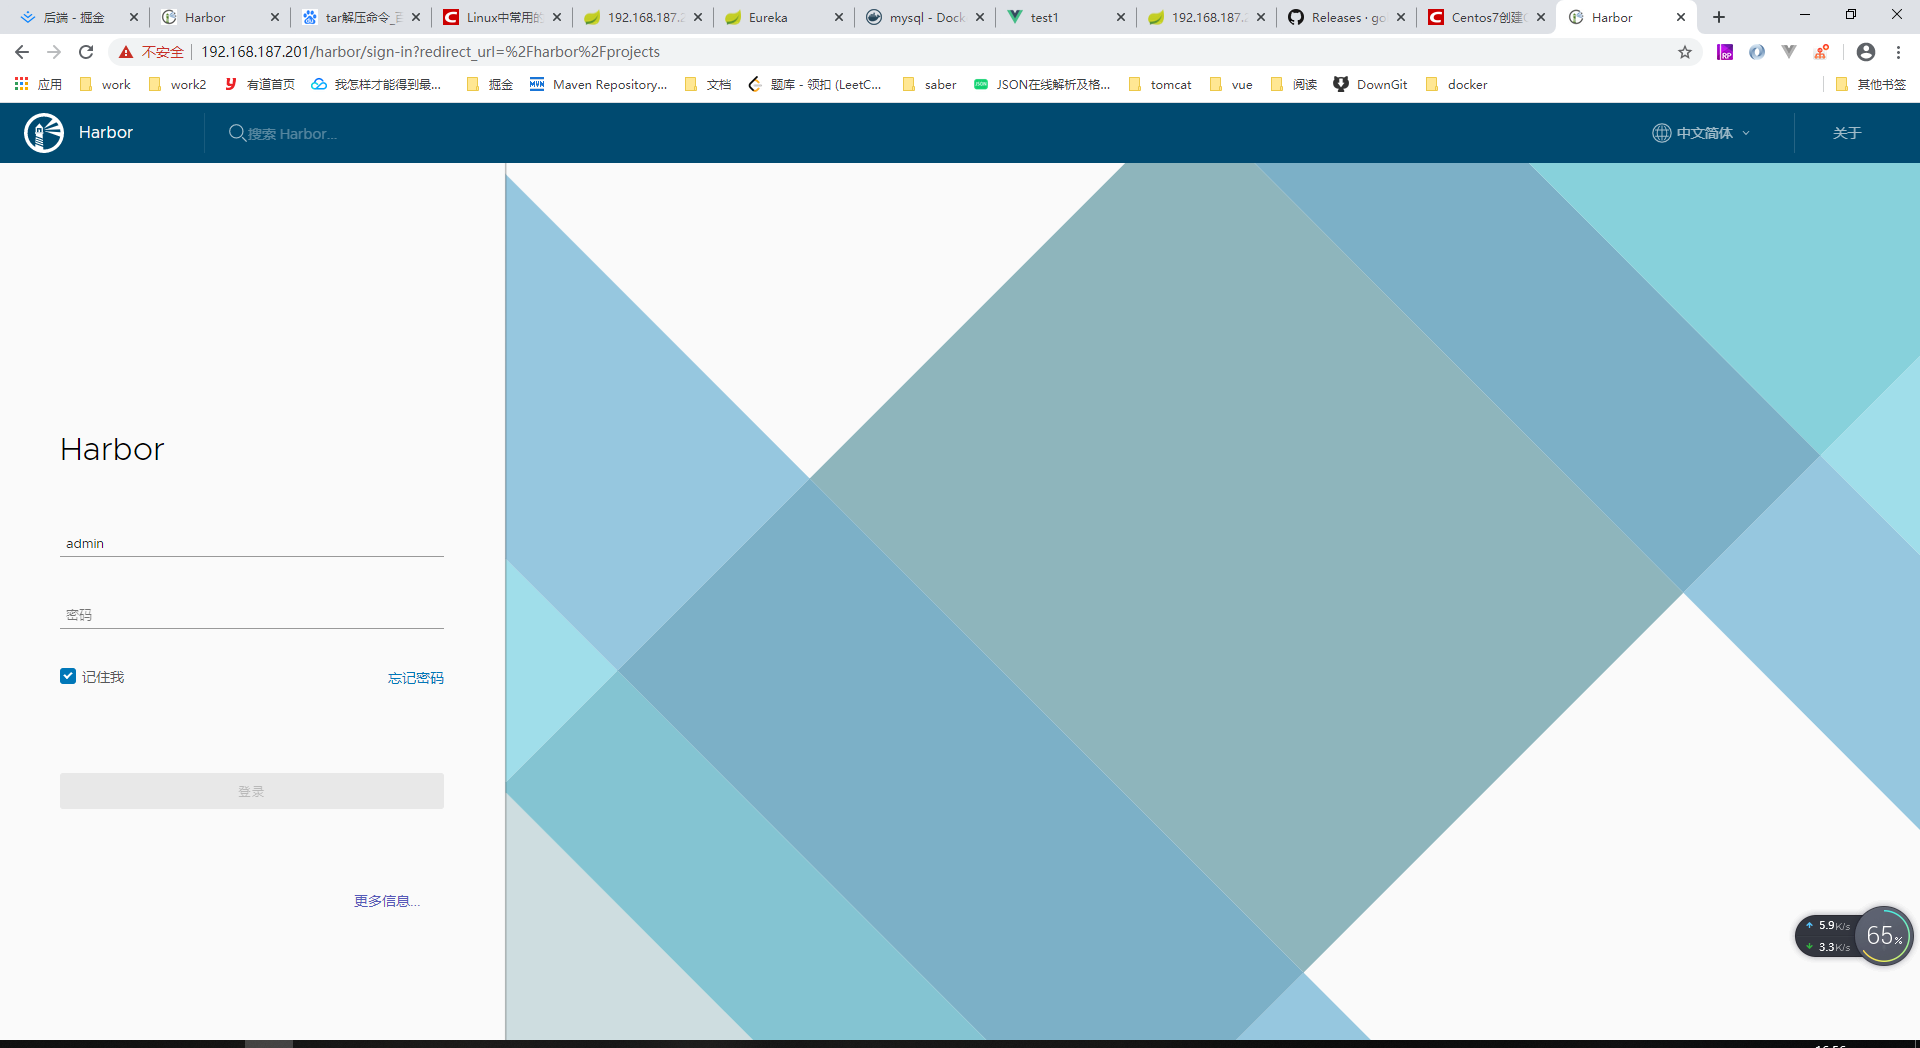 后端 - 掘金
Harbor
tar解压命令_百
Linux中常用的
192.168.187.2
Eureka
mysql - Dock
test1
192.168.187.
Releases · go
Centos7创建C
Harbor
不安全
192.168.187.201/harbor/sign-in?redirect_url=%2Fharbor%2Fprojects
应用
work
work2
有道首页
我怎样才能得到最...
掘金
Maven Repository...
文档
题库 - 领扣 (LeetC...
saber
JSON在线解析及格...
tomcat
vue
阅读
DownGit
docker
其他书签
Harbor
搜索 Harbor...
中文简体
关于
Harbor
admin
密码
记住我
忘记密码
登录
更多信息...
5.9K/s
3.3K/s
65%